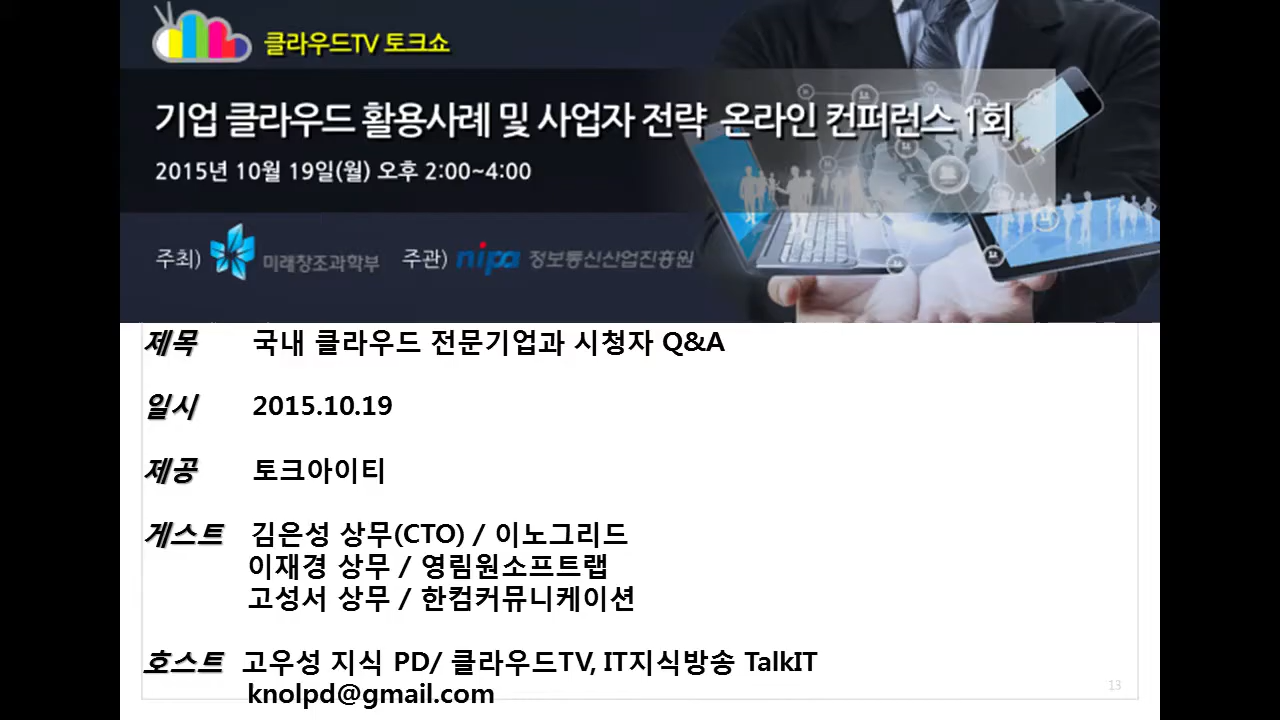 클라우드TV 토크쇼
기업 클라우드 활용사례 및 사업자 전략 온라인 컨퍼런스 1회
2015년 10월 19일(월) 오후 2:00~4:00
주최) 미래창조과학부 주관) nipa 정보통신산업진흥원
제목 국내 클라우드 전문기업과 시청자 Q&A
일시 2015.10.19
제공 토크아이티
게스트 김은성 상무(CTO) / 이노그리드
이재경 상무 / 영림원소프트랩
고성서 상무 / 한컴커뮤니케이션
호스트 고우성 지식 PD/ 클라우드TV, IT지식방송 TalkIT
knolpd@gmail.com
13